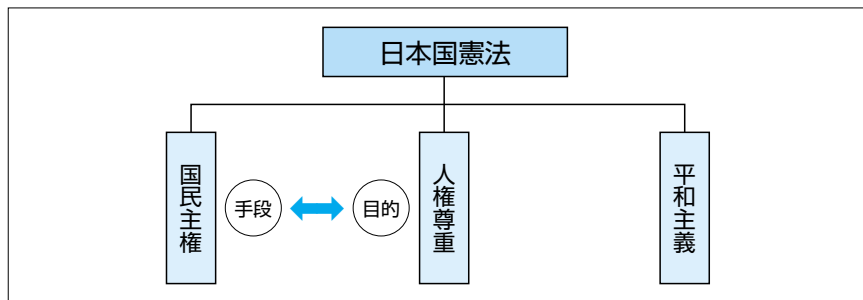 日本国憲法
国民主権
手段
目的
人権尊重
平和主義